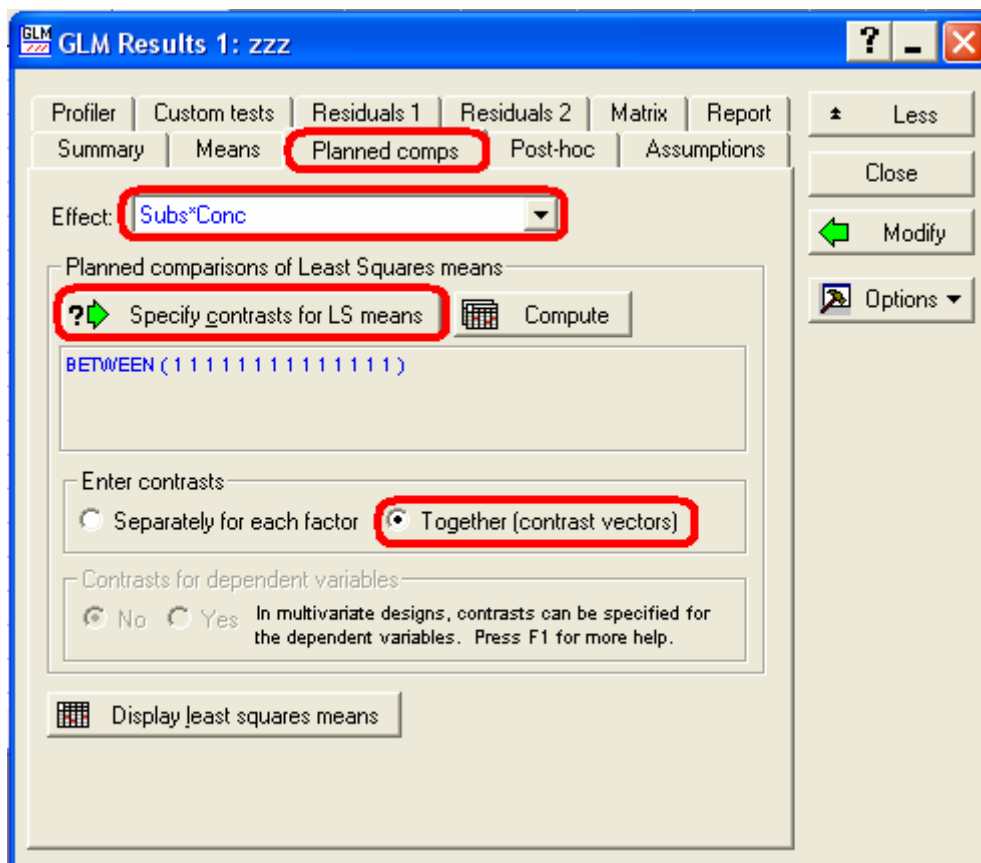 GLM
GLM Results 1: zzz
?
Profiler Custom tests Residuals 1 Residuals 2 Matrix Report
Less
Summary Means Planned comps Post-hoc Assumptions
Close
Effect: Subs*Conc
Modify
Planned comparisons of Least Squares means
? Specify contrasts for LS means Compute
Options
BETWEEN ( 1 1 1 1 1 1 1 1 1 1 1 1 1 1 1 )
Enter contrasts
Separately for each factor Together (contrast vectors)
Contrasts for dependent variables
No Yes In multivariate designs, contrasts can be specified for
the dependent variables. Press F1 for more help.
Display least squares means